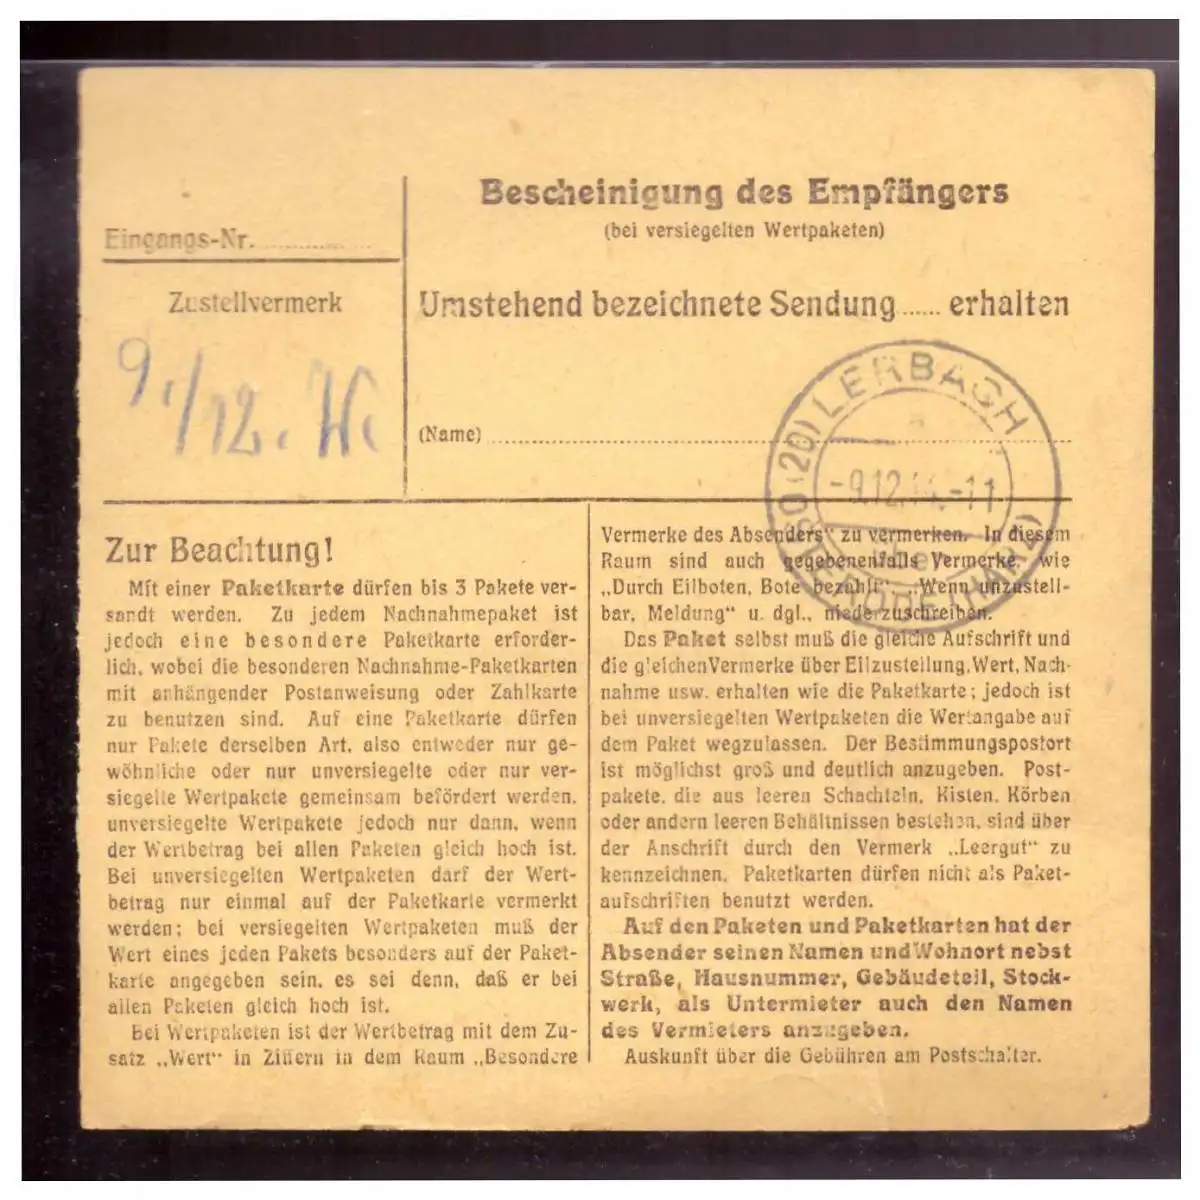 Bescheinigung des Empfängers
(bei versiegelten Wertpaketen)
Eingangs-Nr.
Zustellvermerk
Umstehend bezeichnete Sendung ...... erhalten
9./12. W.
(Name)
(20) LERBACH
-9.12.44.-11
über
OSTERODE (HARZ)
Zur Beachtung!
Mit einer Paketkarte dürfen bis 3 Pakete ver-
sandt werden. Zu jedem Nachnahmepaket ist
jedoch eine besondere Paketkarte erforder-
lich, wobei die besonderen Nachnahme-Paketkarten
mit anhängender Postanweisung oder Zahlkarte
zu benutzen sind. Auf eine Paketkarte dürfen
nur Pakete derselben Art, also entweder nur ge-
wöhnliche oder nur unversiegelte oder nur ver-
siegelte Wertpakete gemeinsam befördert werden,
unversiegelte Wertpakete jedoch nur dann, wenn
der Wertbetrag bei allen Paketen gleich hoch ist.
Bei unversiegelten Wertpaketen darf der Wert-
betrag nur einmal auf der Paketkarte vermerkt
werden; bei versiegelten Wertpaketen muß der
Wert eines jeden Pakets besonders auf der Paket-
karte angegeben sein, es sei denn, daß er bei
allen Paketen gleich hoch ist.
Bei Wertpaketen ist der Wertbetrag mit dem Zu-
satz „Wert“ in Ziffern in dem Raum „Besondere
Vermerke des Absenders“ zu vermerken. In diesem
Raum sind auch gegebenenfalls Vermerke, wie
„Durch Eilboten, Bote bezahlt“ „Wenn unzustell-
bar, Meldung“ u. dgl., niederzuschreiben.
Das Paket selbst muß die gleiche Aufschrift und
die gleichen Vermerke über Eilzustellung, Wert, Nach-
nahme usw. erhalten wie die Paketkarte; jedoch ist
bei unversiegelten Wertpaketen die Wertangabe auf
dem Paket wegzulassen. Der Bestimmungspostort
ist möglichst groß und deutlich anzugeben. Post-
pakete, die aus leeren Schachteln, Kisten, Körben
oder andern leeren Behältnissen bestehen, sind über
der Anschrift durch den Vermerk „Leergut“ zu
kennzeichnen. Paketkarten dürfen nicht als Paket-
aufschriften benutzt werden.
Auf den Paketen und Paketkarten hat der
Absender seinen Namen und Wohnort nebst
Straße, Hausnummer, Gebäudeteil, Stock-
werk, als Untermieter auch den Namen
des Vermieters anzugeben.
Auskunft über die Gebühren am Postschalter.